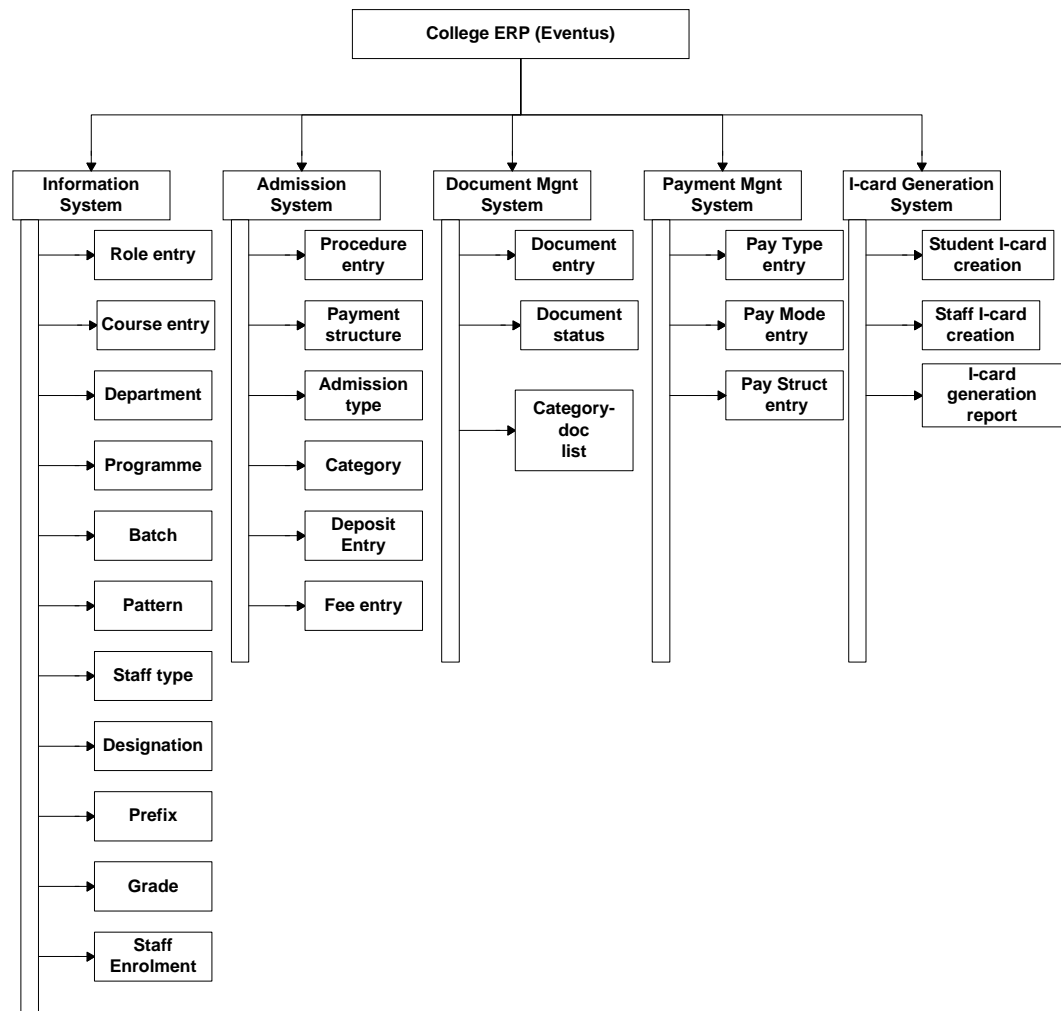 College ERP (Eventus)
Information
System
Admission
System
Document Mgnt
System
Payment Mgnt
System
I-card Generation
System
Role entry
Course entry
Department
Programme
Batch
Pattern
Staff type
Designation
Prefix
Grade
Staff
Enrolment
Procedure
entry
Payment
structure
Admission
type
Category
Deposit
Entry
Fee entry
Document
entry
Document
status
Category-
doc
list
Pay Type
entry
Pay Mode
entry
Pay Struct
entry
Student I-card
creation
Staff I-card
creation
I-card
generation
report